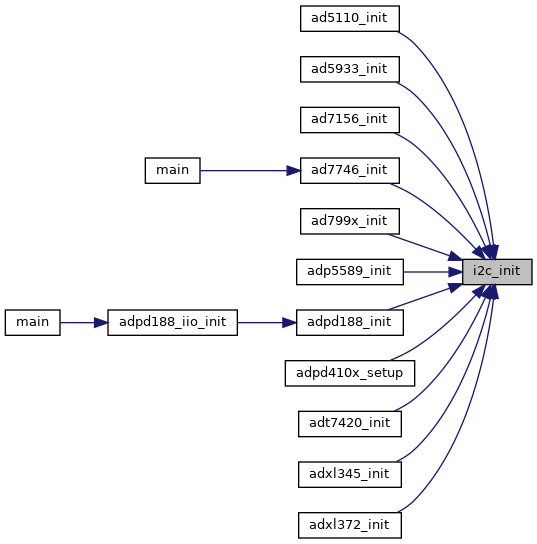 ad5110_init
ad5933_init
ad7156_init
main
ad7746_init
ad799x_init
adp5589_init
i2c_init
main
adpd188_iio_init
adpd188_init
adpd410x_setup
adt7420_init
adxl345_init
adxl372_init